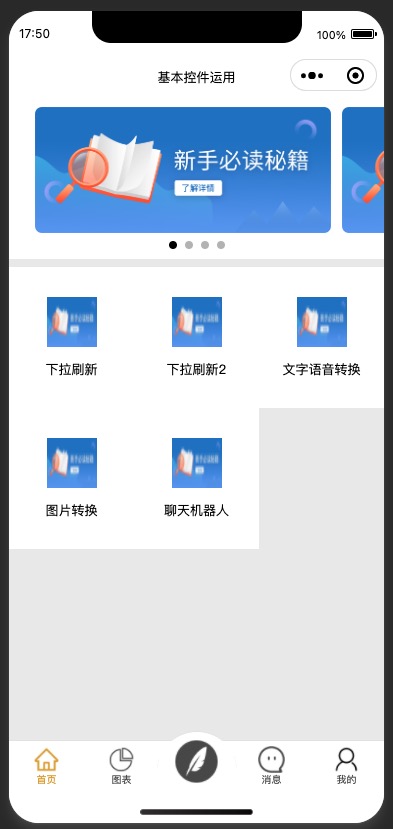 17:50
100%
基本控件运用
新手必读秘籍
了解详情
下拉刷新
下拉刷新2
文字语音转换
图片转换
聊天机器人
首页
图表
消息
我的